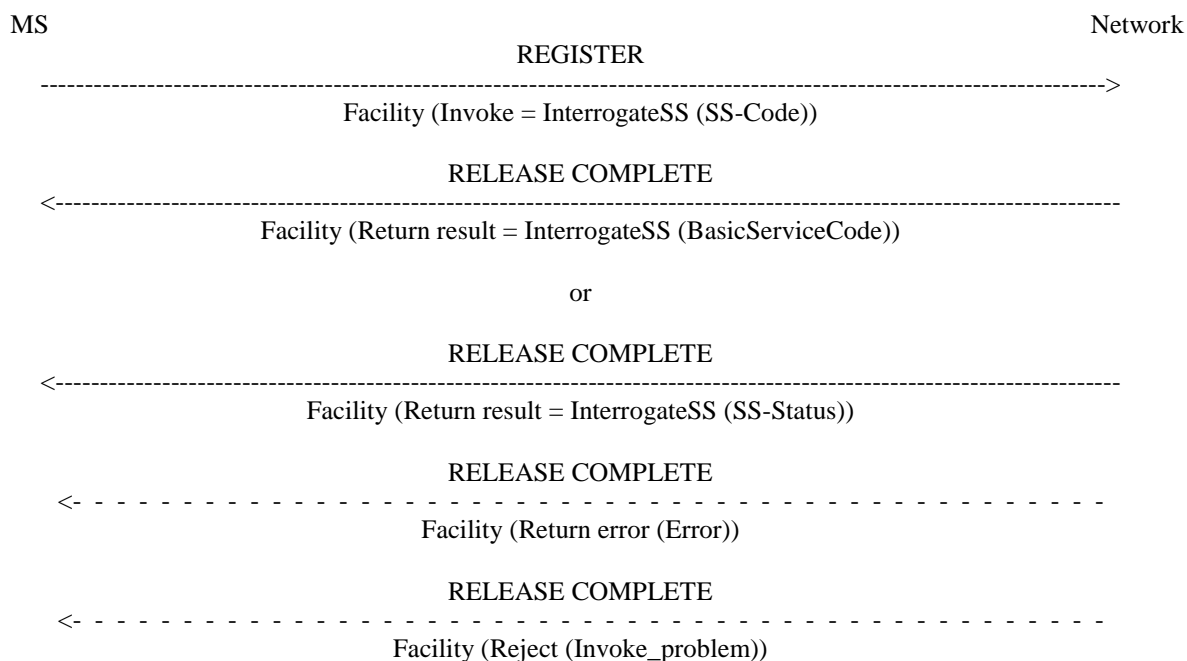 MS Network
REGISTER
Facility (Invoke = InterrogateSS (SS-Code))
RELEASE COMPLETE
Facility (Return result = InterrogateSS (BasicServiceCode))
or
RELEASE COMPLETE
Facility (Return result = InterrogateSS (SS-Status))
RELEASE COMPLETE
Facility (Return error (Error))
RELEASE COMPLETE
Facility (Reject (Invoke_problem))